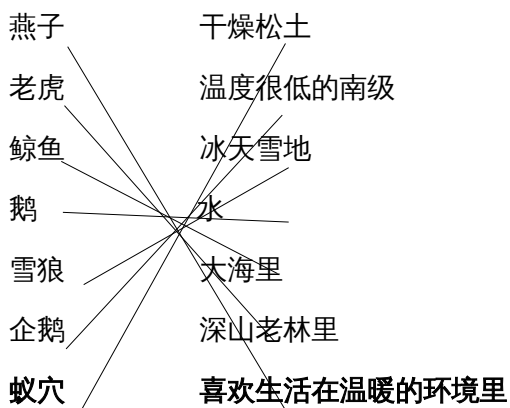 燕子 干燥松土
老虎 温度很低的南级
鲸鱼 冰天雪地
鹅 水
雪狼 大海里
企鹅 深山老林里
蚁穴 喜欢生活在温暖的环境里